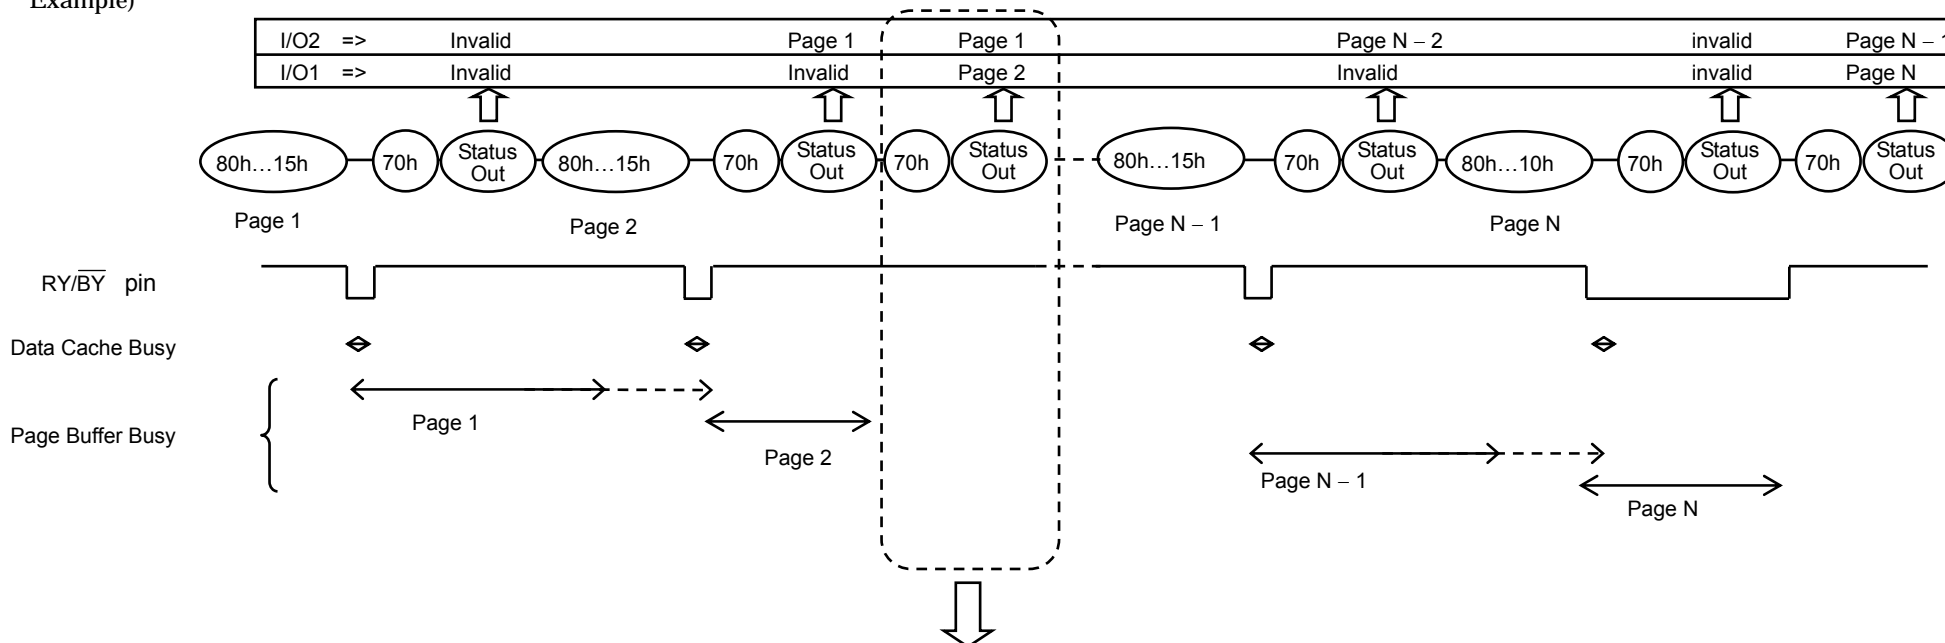 Example)
I/O2 => Invalid Page 1 Page 1 Page N – 2 invalid Page N – 1
I/O1 => Invalid Invalid Page 2 Invalid invalid Page N
80h…15h 70h Status Out 80h…15h 70h Status Out 70h Status Out 80h…15h 70h Status Out 80h…10h 70h Status Out 70h Status Out
Page 1 Page 2 Page N – 1 Page N
RY/BY pin
Data Cache Busy
Page 1
Page Buffer Busy
Page 2
Page N – 1
Page N